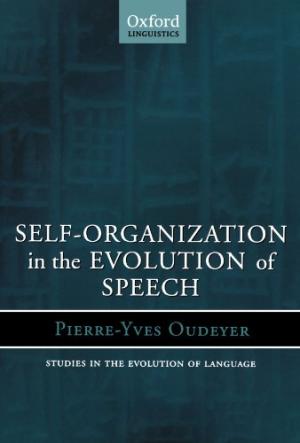 Oxford
LINGUISTICS
SELF-ORGANIZATION
in the EVOLUTION of
SPEECH
PIERRE-YVES OUDEYER
STUDIES IN THE EVOLUTION OF LANGUAGE